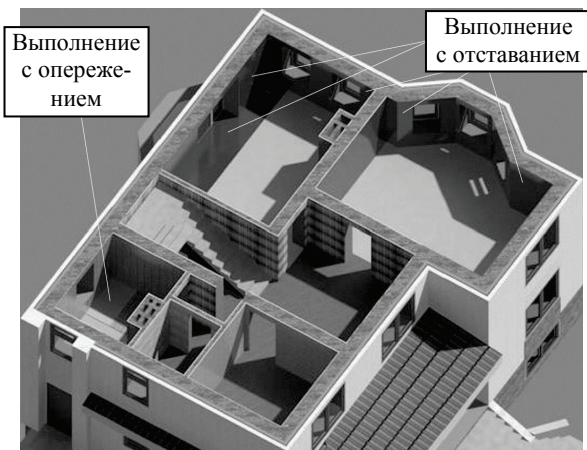 Выполнение
с опереже-
нием
Выполнение
с отставанием